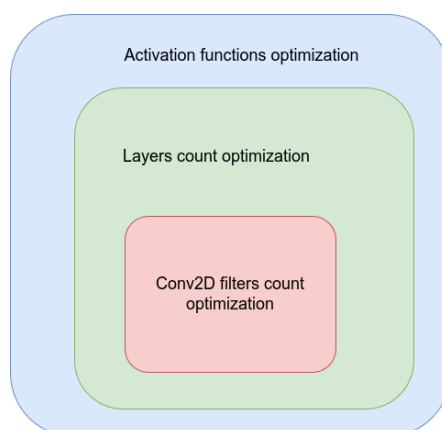 Activation functions optimization
Layers count optimization
Conv2D filters count
optimization